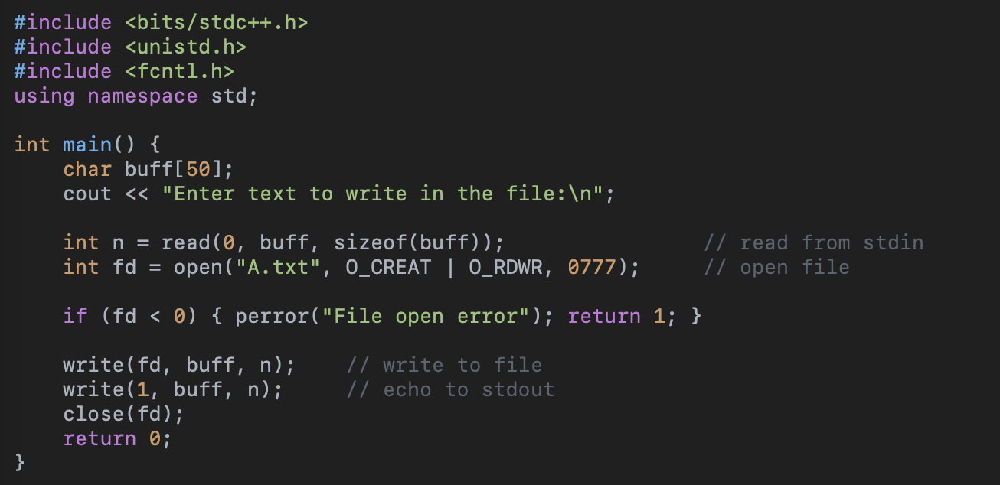 #include <bits/stdc++.h>
#include <unistd.h>
#include <fcntl.h>
using namespace std;

int main() {
    char buff[50];
    cout << "Enter text to write in the file:\n";

    int n = read(0, buff, sizeof(buff));                // read from stdin
    int fd = open("A.txt", O_CREAT | O_RDWR, 0777);     // open file

    if (fd < 0) { perror("File open error"); return 1; }

    write(fd, buff, n);    // write to file
    write(1, buff, n);     // echo to stdout
    close(fd);
    return 0;
}